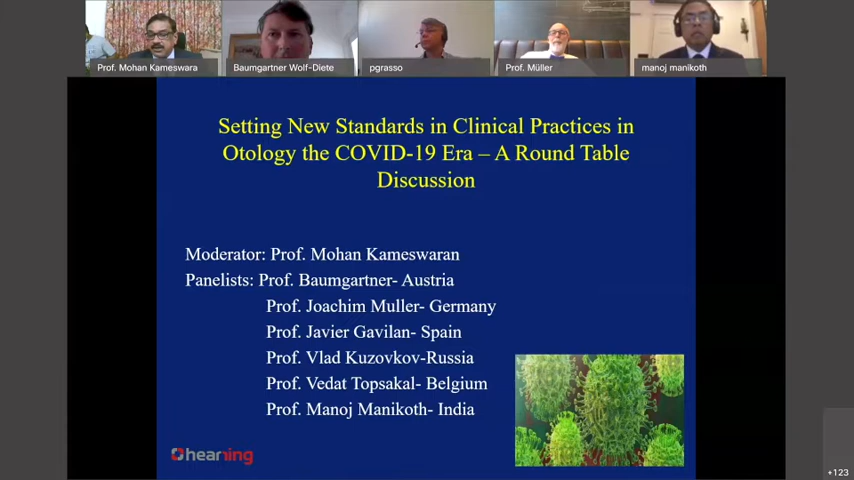 Prof. Mohan Kameswara
Baumgartner Wolf-Diete
pgrasso
Prof. Müller
manoj manikoth
Setting New Standards in Clinical Practices in
Otology the COVID-19 Era – A Round Table
Discussion
Moderator: Prof. Mohan Kameswaran
Panelists: Prof. Baumgartner- Austria
Prof. Joachim Muller- Germany
Prof. Javier Gavilan- Spain
Prof. Vlad Kuzovkov-Russia
Prof. Vedat Topsakal- Belgium
Prof. Manoj Manikoth- India
hearring
+123